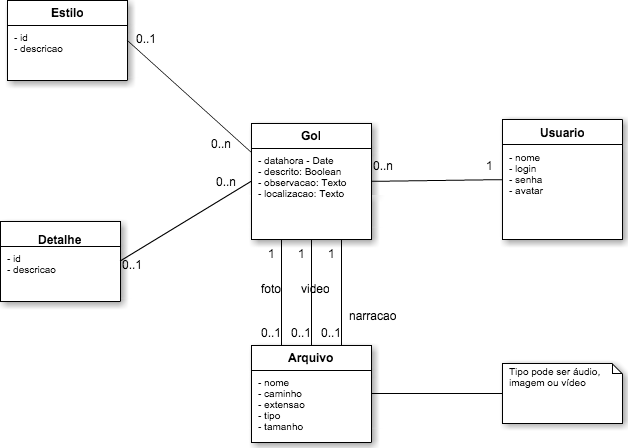 Estilo
- id
- descricao
0..1
0..n
Gol
- datahora - Date
- descrito: Boolean
- observacao: Texto
- localizacao: Texto
0..n
1
Usuario
- nome
- login
- senha
- avatar
0..n
Detalhe
- id
- descricao
0..1
1
1
1
foto
video
narracao
0..1
0..1
0..1
Arquivo
- nome
- caminho
- extensao
- tipo
- tamanho
Tipo pode ser áudio,
imagem ou vídeo